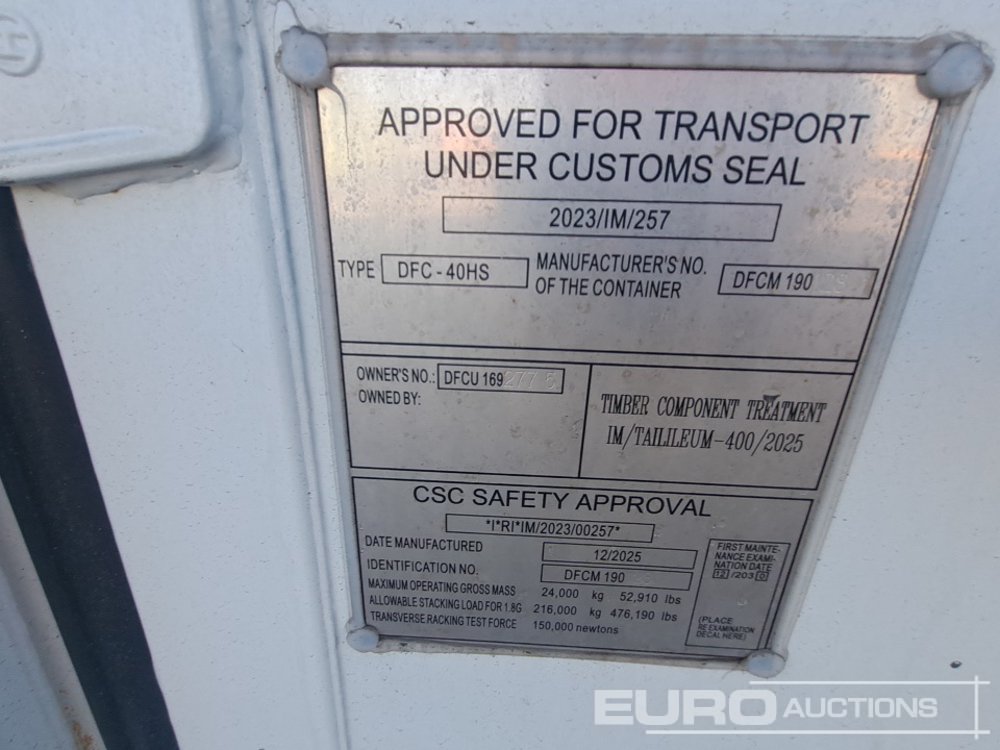 APPROVED FOR TRANSPORT
UNDER CUSTOMS SEAL
2023/IM/257
TYPE DFC - 40HS
MANUFACTURER'S NO.
OF THE CONTAINER
DFCM 190
OWNER'S NO.: DFCU 169277 5
OWNED BY:
TIMBER COMPONENT TREATMENT
IM/TAILILEUM-400/2025
CSC SAFETY APPROVAL
*I*RI*IM/2023/00257*
DATE MANUFACTURED 12/2025
IDENTIFICATION NO. DFCM 190
MAXIMUM OPERATING GROSS MASS 24,000 kg 52,910 lbs
ALLOWABLE STACKING LOAD FOR 1.8G 216,000 kg 476,190 lbs
TRANSVERSE RACKING TEST FORCE 150,000 newtons
FIRST MAINTE-
NANCE EXAMI-
NATION DATE
12/2030
(PLACE
RE EXAMINATION
DECAL HERE)
EURO AUCTIONS